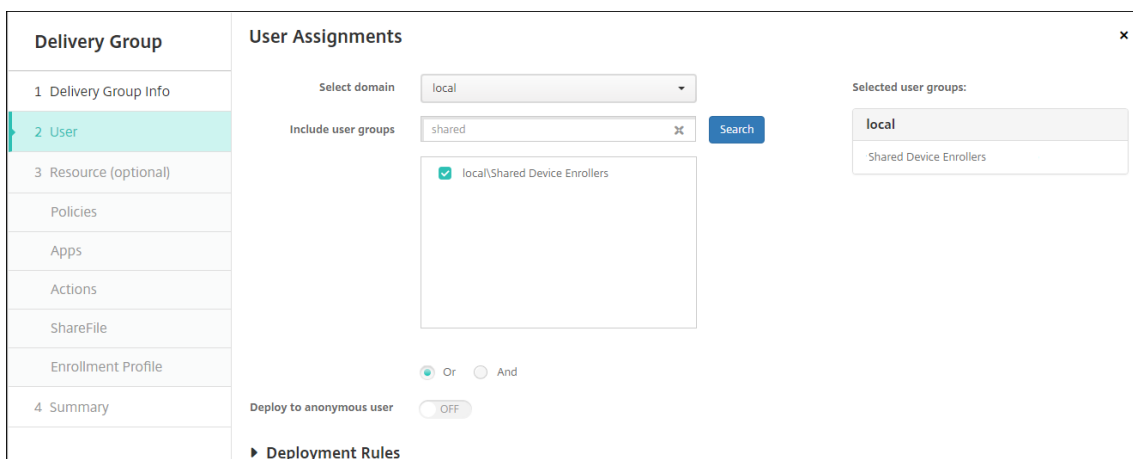 Delivery Group
1 Delivery Group Info
2 User
3 Resource (optional)
Policies
Apps
Actions
ShareFile
Enrollment Profile
4 Summary
User Assignments
Select domain
local
Include user groups
shared
Search
local\Shared Device Enrollers
Or
And
Deploy to anonymous user
OFF
Deployment Rules
Selected user groups:
local
Shared Device Enrollers